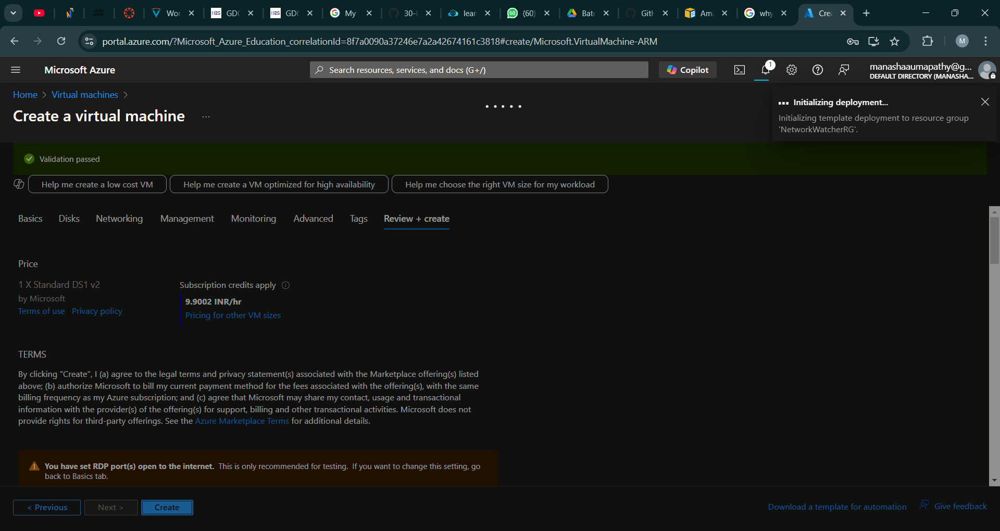 Wor
GD
GD
My
30-
lear
(60)
Bat
Git
Am
why
Cre
portal.azure.com/?Microsoft_Azure_Education_correlationId=8f7a0090a37246e7a2a42674161c3818#create/Microsoft.VirtualMachine-ARM
M
Microsoft Azure
Search resources, services, and docs (G+/)
Copilot
1
manashaaumapathy@g...
DEFAULT DIRECTORY (MANASHA...
Home > Virtual machines >
Create a virtual machine ...
Initializing deployment...
Initializing template deployment to resource group
'NetworkWatcherRG'.
Validation passed
Help me create a low cost VM
Help me create a VM optimized for high availability
Help me choose the right VM size for my workload
Basics Disks Networking Management Monitoring Advanced Tags Review + create
Price
1 X Standard DS1 v2
by Microsoft
Terms of use | Privacy policy
Subscription credits apply
9.9002 INR/hr
Pricing for other VM sizes
TERMS
By clicking "Create", I (a) agree to the legal terms and privacy statement(s) associated with the Marketplace offering(s) listed
above; (b) authorize Microsoft to bill my current payment method for the fees associated with the offering(s), with the same
billing frequency as my Azure subscription; and (c) agree that Microsoft may share my contact, usage and transactional
information with the provider(s) of the offering(s) for support, billing and other transactional activities. Microsoft does not
provide rights for third-party offerings. See the Azure Marketplace Terms for additional details.
You have set RDP port(s) open to the internet. This is only recommended for testing. If you want to change this setting, go
back to Basics tab.
< Previous
Next >
Create
Download a template for automation
Give feedback